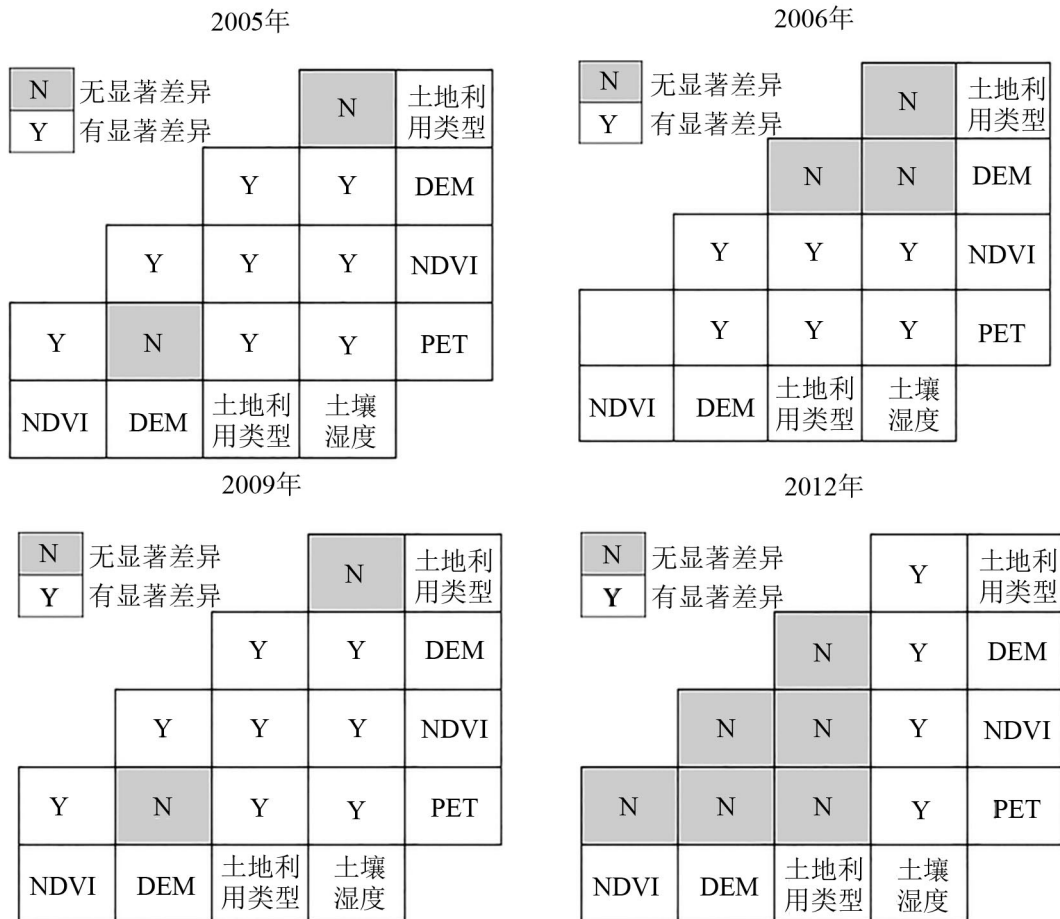 2005年
N 无显著差异
Y 有显著差异
N 土地利
用类型
Y Y DEM
Y Y Y NDVI
Y N Y Y PET
NDVI DEM 土地利
用类型 土壤
湿度
2006年
N 无显著差异
Y 有显著差异
N 土地利
用类型
N N DEM
Y Y Y NDVI
Y Y Y PET
NDVI DEM 土地利
用类型 土壤
湿度
2009年
N 无显著差异
Y 有显著差异
N 土地利
用类型
Y Y DEM
Y Y Y NDVI
Y N Y Y PET
NDVI DEM 土地利
用类型 土壤
湿度
2012年
N 无显著差异
Y 有显著差异
Y 土地利
用类型
N Y DEM
N N Y NDVI
N N N Y PET
NDVI DEM 土地利
用类型 土壤
湿度